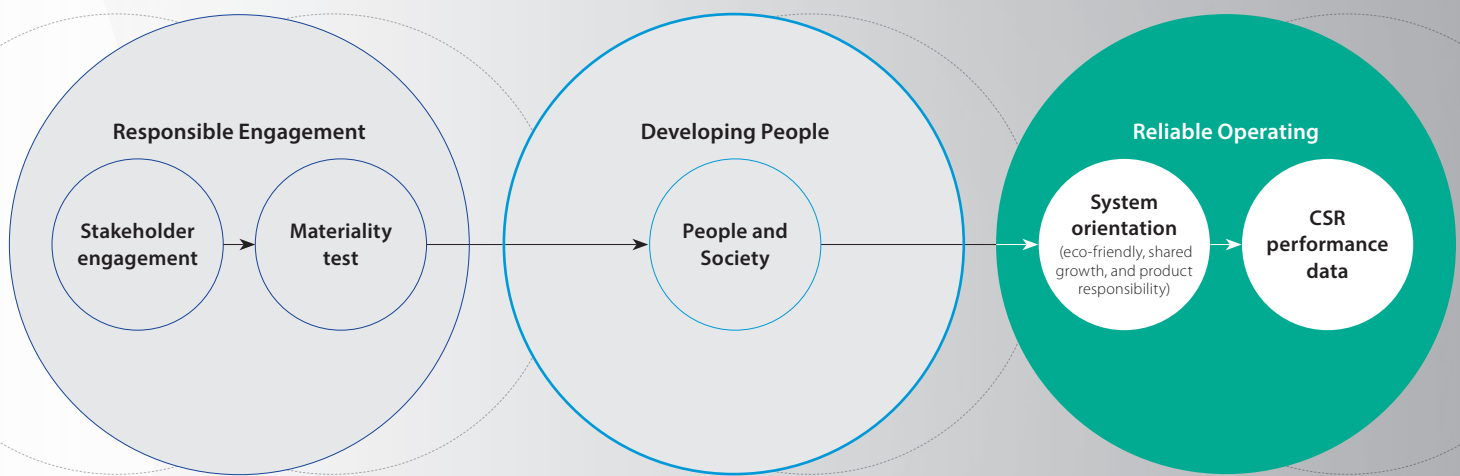 Responsible Engagement
Stakeholder
engagement
Materiality
test
Developing People
People and
Society
Reliable Operating
System
orientation
(eco-friendly, shared
growth, and product
responsibility)
CSR
performance
data